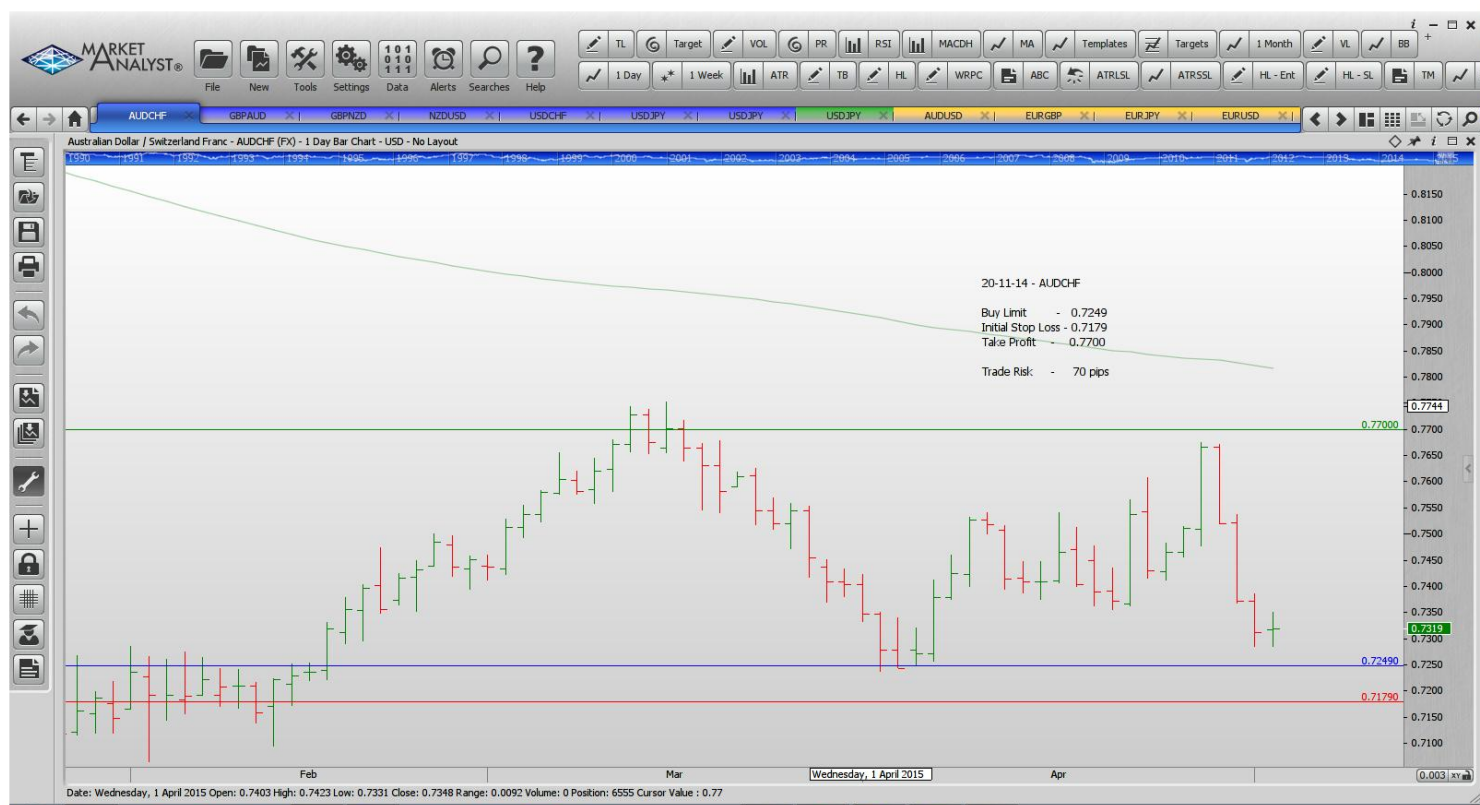 MARKET
ANALYST®
File New Tools Settings Data Alerts Searches Help
TL Target VOL PR RSI MACDH MA Templates Targets 1 Month VL BB
1 Day 1 Week ATR TB HL WRPC ABC ATRLSL ATRSSL HL - Ent HL - SL TM
AUDCHF GBPAUD GBPNZD NZDUSD USDCHF USDJPY USDJPY USDJPY AUDUSD EURGBP EURJPY EURUSD
Australian Dollar / Switzerland Franc - AUDCHF (FX) - 1 Day Bar Chart - USD - No Layout
1990 1991 1992 1993 1994 1995 1996 1997 1998 1999 2000 2001 2002 2003 2004 2005 2006 2007 2008 2009 2010 2011 2012 2013 2014
0.8150
0.8100
0.8050
0.8000
20-11-14 - AUDCHF
0.7950
Buy Limit - 0.7249
Initial Stop Loss - 0.7179
0.7900
Take Profit - 0.7700
0.7850
Trade Risk - 70 pips
0.7800
0.7744
0.77000
0.7700
0.7650
0.7600
0.7550
0.7500
0.7450
0.7400
0.7350
0.7319
0.7300
0.72490
0.7250
0.7200
0.71790
0.7150
0.7100
Feb Mar Wednesday, 1 April 2015 Apr
0.003 XY
Date: Wednesday, 1 April 2015 Open: 0.7403 High: 0.7423 Low: 0.7331 Close: 0.7348 Range: 0.0092 Volume: 0 Position: 6555 Cursor Value : 0.77